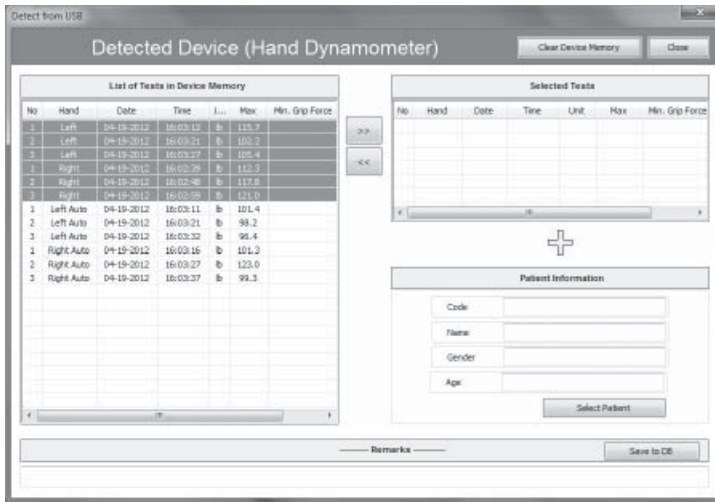 Detect from USB
Detected Device (Hand Dynamometer)
Clear Device Memory
Close
List of Tests in Device Memory
No Hand Date Time I... Max Min. Grip Force
1 Left 04-19-2012 16:03:12 lb 115.7
2 Left 04-19-2012 16:03:21 lb 102.2
3 Left 04-19-2012 16:03:27 lb 105.4
1 Right 04-19-2012 16:02:39 lb 112.3
2 Right 04-19-2012 16:02:48 lb 117.8
3 Right 04-19-2012 16:02:59 lb 121.0
1 Left Auto 04-19-2012 16:03:11 lb 101.4
2 Left Auto 04-19-2012 16:03:21 lb 98.2
3 Left Auto 04-19-2012 16:03:32 lb 96.4
1 Right Auto 04-19-2012 16:03:16 lb 101.3
2 Right Auto 04-19-2012 16:03:27 lb 123.0
3 Right Auto 04-19-2012 16:03:37 lb 99.3
>>
<<
Selected Tests
No Hand Date Time Unit Max Min. Grip Force
Patient Information
Code
Name
Gender
Age
Select Patient
Remarks
Save to DB